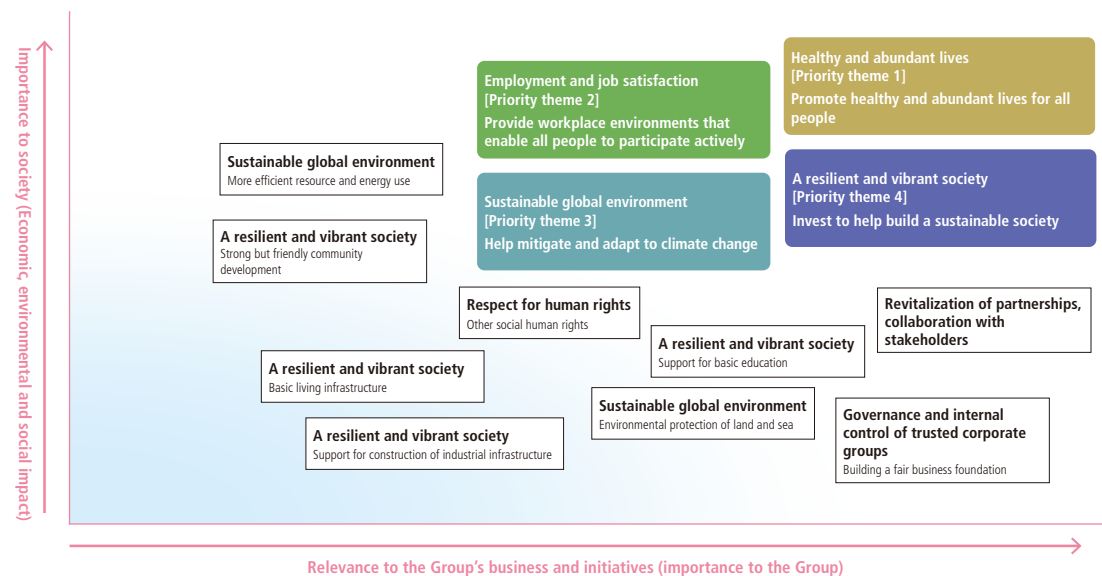 Importance to society (Economic, environmental and social impact)
Healthy and abundant lives
[Priority theme 1]
Promote healthy and abundant lives for all
people
Employment and job satisfaction
[Priority theme 2]
Provide workplace environments that
enable all people to participate actively
Sustainable global environment
More efficient resource and energy use
A resilient and vibrant society
[Priority theme 4]
Invest to help build a sustainable society
Sustainable global environment
[Priority theme 3]
Help mitigate and adapt to climate change
A resilient and vibrant society
Strong but friendly community
development
Respect for human rights
Other social human rights
Revitalization of partnerships,
collaboration with
stakeholders
A resilient and vibrant society
Support for basic education
A resilient and vibrant society
Basic living infrastructure
Sustainable global environment
Environmental protection of land and sea
Governance and internal
control of trusted corporate
groups
Building a fair business foundation
A resilient and vibrant society
Support for construction of industrial infrastructure
Relevance to the Group's business and initiatives (importance to the Group)